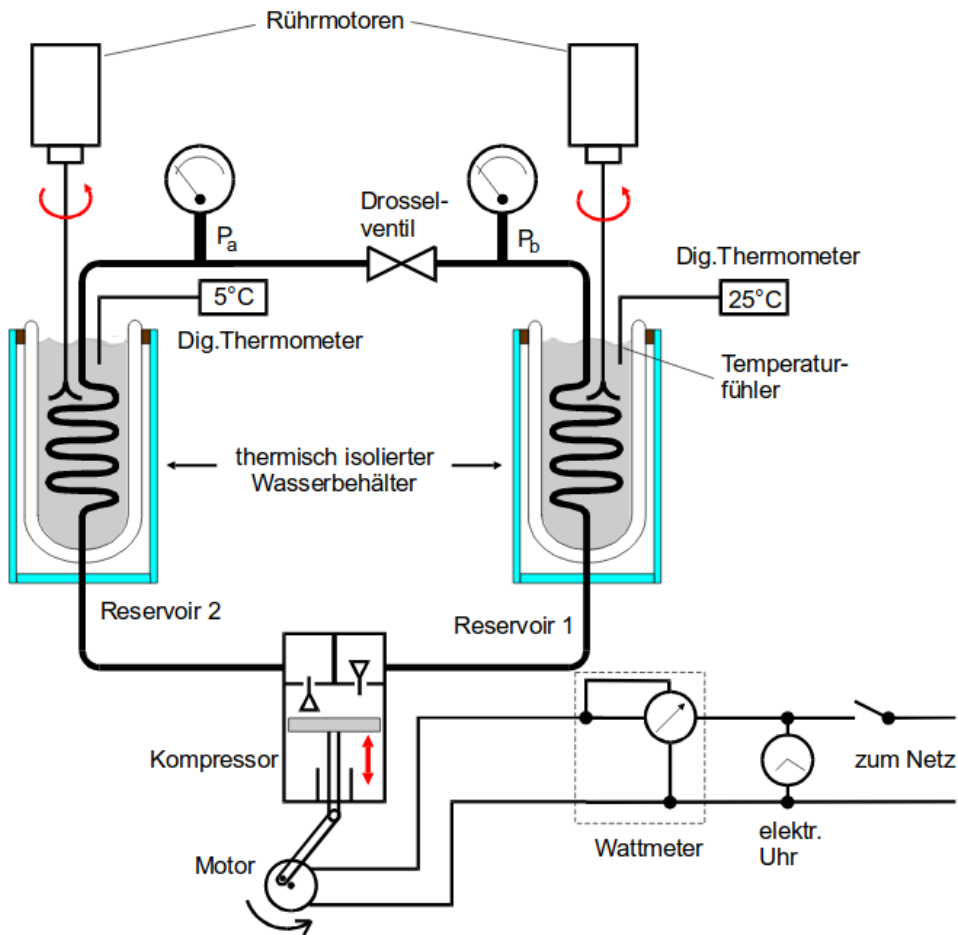 Rührmotoren
Drossel-
ventil
Pa
Pb
Dig.Thermometer
5°C
25°C
Dig.Thermometer
Temperatur-
fühler
thermisch isolierter
Wasserbehälter
Reservoir 2
Reservoir 1
Kompressor
zum Netz
Motor
Wattmeter
elektr.
Uhr